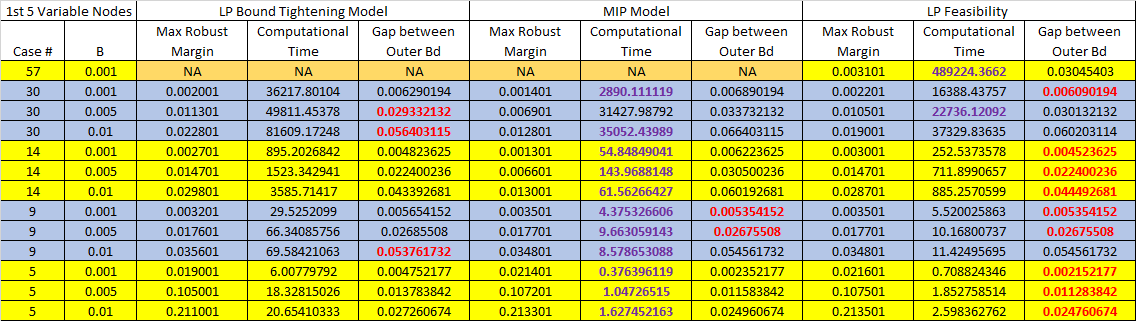 1st 5 Variable Nodes LP Bound Tightening Model MIP Model LP Feasibility
Max Robust Computational Gap between Max Robust Computational Gap between Max Robust Computational Gap between
Case # B Margin Time Outer Bd Margin Time Outer Bd Margin Time Outer Bd
57 0.001 NA NA NA NA NA NA 0.003101 489224.3662 0.03045403
30 0.001 0.002001 36217.80104 0.006290194 0.001401 2890.111119 0.006890194 0.002201 16388.43757 0.006090194
30 0.005 0.011301 49811.45378 0.029332132 0.006901 31427.98792 0.033732132 0.010501 22736.12092 0.030132132
30 0.01 0.022801 81609.17248 0.056403115 0.012801 35052.43989 0.066403115 0.019001 37329.83635 0.060203114
14 0.001 0.002701 895.2026842 0.004823625 0.001301 54.84849041 0.006223625 0.003001 252.5373578 0.004523625
14 0.005 0.014701 1523.342941 0.022400236 0.006601 143.9688148 0.030500236 0.014701 711.8990657 0.022400236
14 0.01 0.029801 3585.71417 0.043392681 0.013001 61.56266427 0.060192681 0.028701 885.2570599 0.044492681
9 0.001 0.003201 29.5252099 0.005654152 0.003501 4.375326606 0.005354152 0.003501 5.520025863 0.005354152
9 0.005 0.017601 66.34085756 0.02685508 0.017701 9.663059143 0.02675508 0.017701 10.16800737 0.02675508
9 0.01 0.035601 69.58421063 0.053761732 0.034801 8.578653088 0.054561732 0.034801 11.42495695 0.054561732
5 0.001 0.019001 6.00779792 0.004752177 0.021401 0.376396119 0.002352177 0.021601 0.708824346 0.002152177
5 0.005 0.105001 18.32815026 0.013783842 0.107201 1.04726515 0.011583842 0.107501 1.852758514 0.011283842
5 0.01 0.211001 20.65410333 0.027260674 0.213301 1.627452163 0.024960674 0.213501 2.598362762 0.024760674